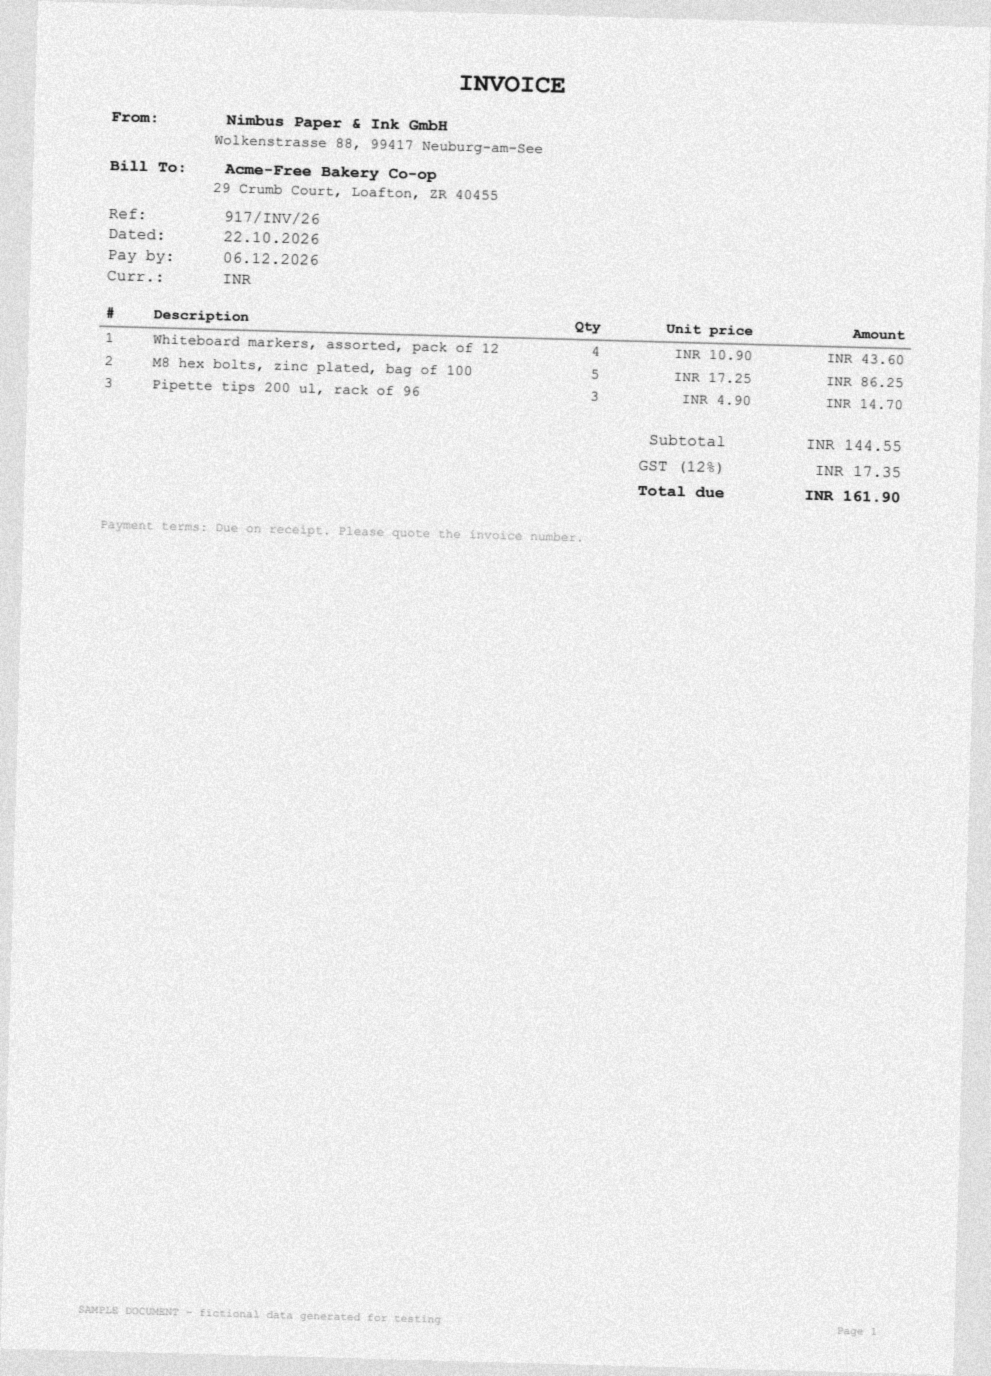 INVOICE
From: Nimbus Paper & Ink GmbH
Wolkenstrasse 88, 99417 Neuburg-am-See
Bill To: Acme-Free Bakery Co-op
29 Crumb Court, Loafton, ZR 40455
Ref: 917/INV/26
Dated: 22.10.2026
Pay by: 06.12.2026
Curr.: INR
# Description Qty Unit price Amount
1 Whiteboard markers, assorted, pack of 12 4 INR 10.90 INR 43.60
2 M8 hex bolts, zinc plated, bag of 100 5 INR 17.25 INR 86.25
3 Pipette tips 200 ul, rack of 96 3 INR 4.90 INR 14.70
Subtotal INR 144.55
GST (12%) INR 17.35
Total due INR 161.90
Payment terms: Due on receipt. Please quote the invoice number.
SAMPLE DOCUMENT - fictional data generated for testing
Page 1